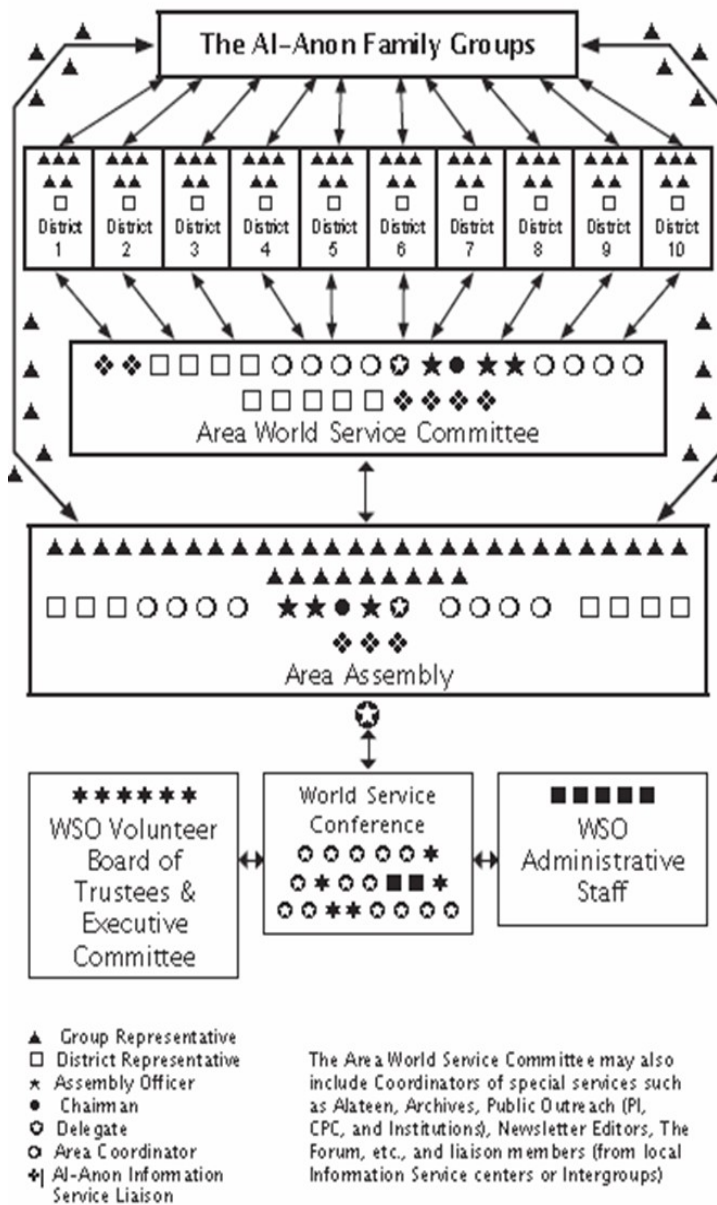 The Al-Anon Family Groups
District 1
District 2
District 3
District 4
District 5
District 6
District 7
District 8
District 9
District 10
Area World Service Committee
Area Assembly
WSO Volunteer
Board of
Trustees &
Executive
Committee
World Service
Conference
WSO
Administrative
Staff
Group Representative
District Representative
Assembly Officer
Chairman
Delegate
Area Coordinator
Al-Anon Information
Service Liaison
The Area World Service Committee may also
include Coordinators of special services such
as Alateen, Archives, Public Outreach (PI,
CPC, and Institutions), Newsletter Editors, The
Forum, etc., and liaison members (from local
Information Service centers or Intergroups)